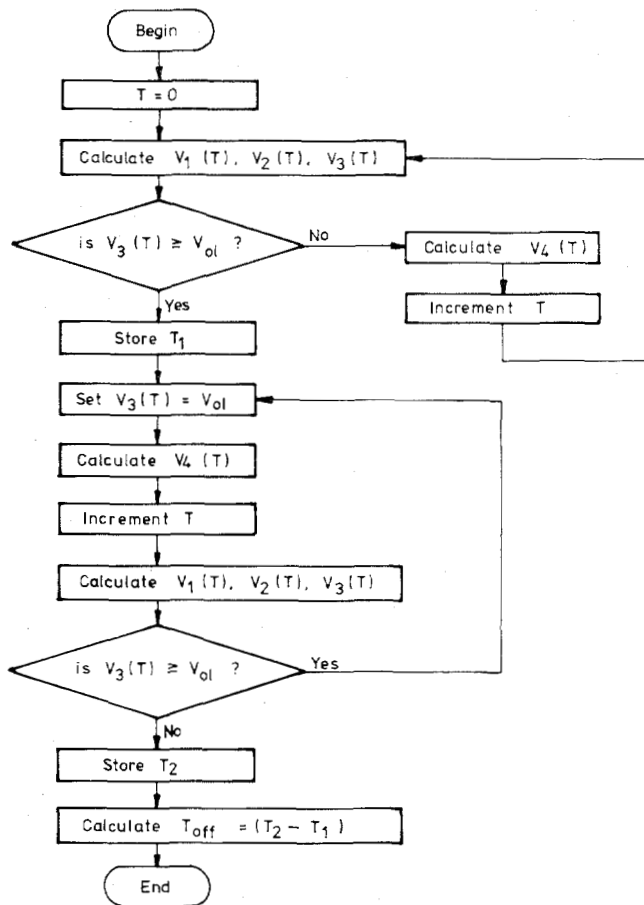 Begin
T = 0
Calculate V₁ (T), V₂ (T), V₃ (T)
is V₃ (T) ≥ Vol ?
No
Calculate V₄ (T)
Increment T
Yes
Store T₁
Set V₃ (T) = Vol
Calculate V₄ (T)
Increment T
Calculate V₁ (T), V₂ (T), V₃ (T)
is V₃ (T) ≥ Vol ?
Yes
No
Store T₂
Calculate Toff = (T₂ − T₁)
End